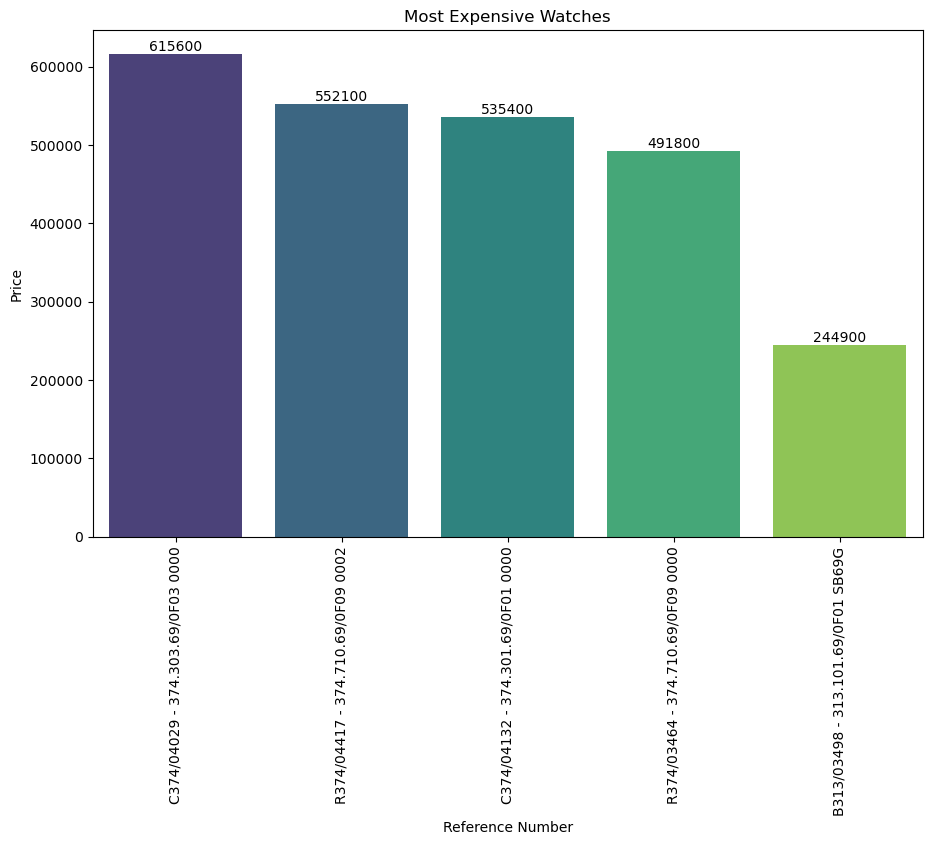 Most Expensive Watches
615600
552100
535400
491800
244900
600000
500000
400000
300000
200000
100000
0
Price
C374/04029 - 374.303.69/0F03 0000
R374/04417 - 374.710.69/0F09 0002
C374/04132 - 374.301.69/0F01 0000
R374/03464 - 374.710.69/0F09 0000
B313/03498 - 313.101.69/0F01 SB69G
Reference Number